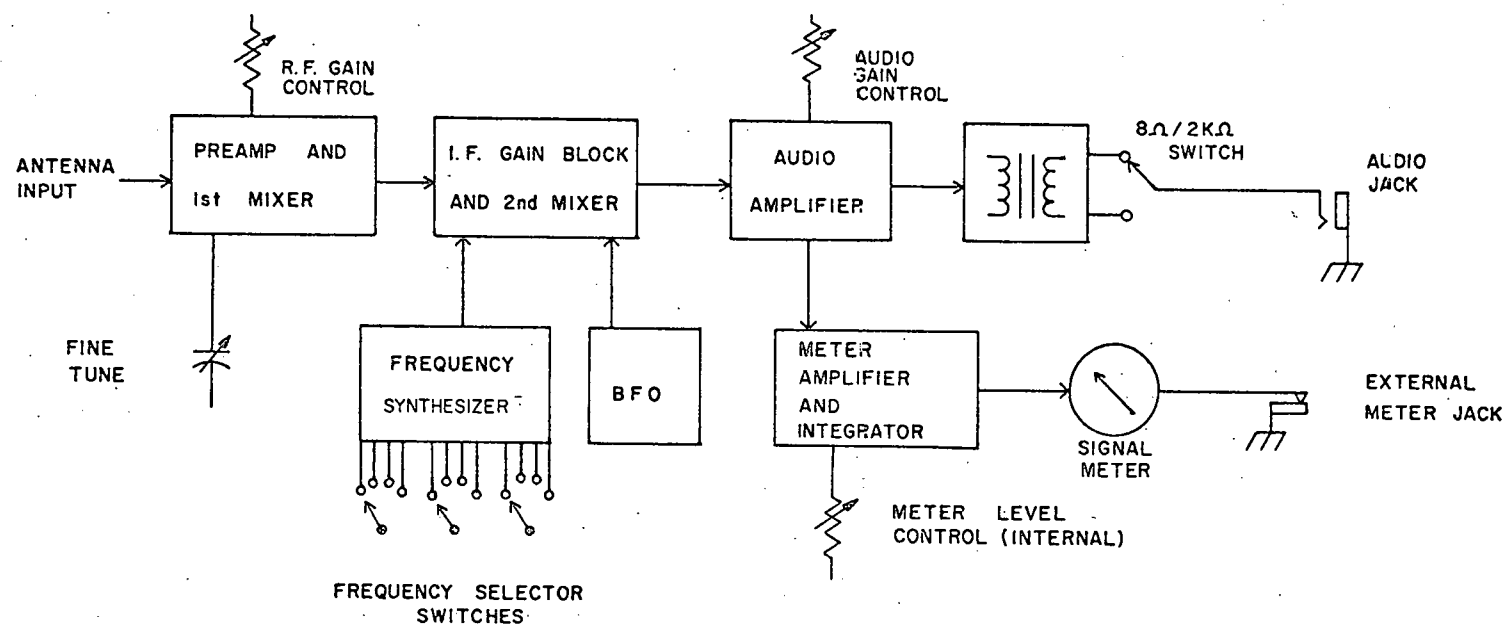 R.F. GAIN
CONTROL
AUDIO
GAIN
CONTROL
ANTENNA
INPUT
PREAMP AND
1st MIXER
I.F. GAIN BLOCK
AND 2nd MIXER
AUDIO
AMPLIFIER
8Ω/2KΩ
SWITCH
AUDIO
JACK
FINE
TUNE
FREQUENCY
SYNTHESIZER
BFO
METER
AMPLIFIER
AND
INTEGRATOR
SIGNAL
METER
EXTERNAL
METER JACK
METER LEVEL
CONTROL (INTERNAL)
FREQUENCY SELECTOR
SWITCHES